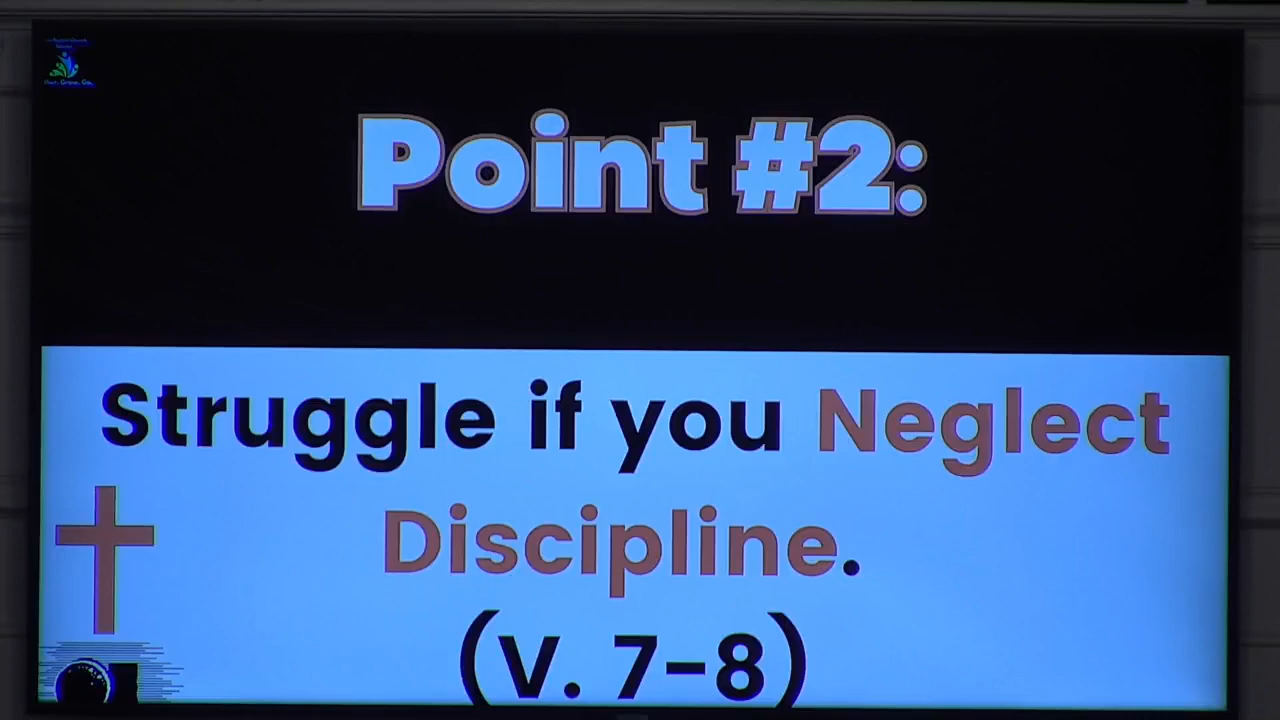 Point #2:
Struggle if you Neglect
Discipline.
(V. 7-8)